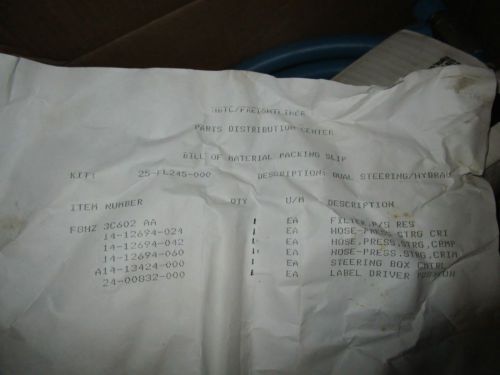 HBTC/FREIGHTLINER
PARTS DISTRIBUTION CENTER
BILL OF MATERIAL PACKING SLIP
KIT: 25-FL245-000 DESCRIPTION: DUAL STEERING/HYDRAU
ITEM NUMBER QTY U/M DESCRIPTION
F8HZ 3C602 AA 1 EA FILTER P/S RES
14-12694-024 1 EA HOSE-PRESS.STRG CRI
14-12694-042 1 EA HOSE.PRESS.STRG.CRMP
14-12694-060 1 EA HOSE-PRESS.STRG.CRIM
A14-13424-000 1 EA STEERING BOX CNTRL
24-00832-000 1 EA LABEL DRIVER